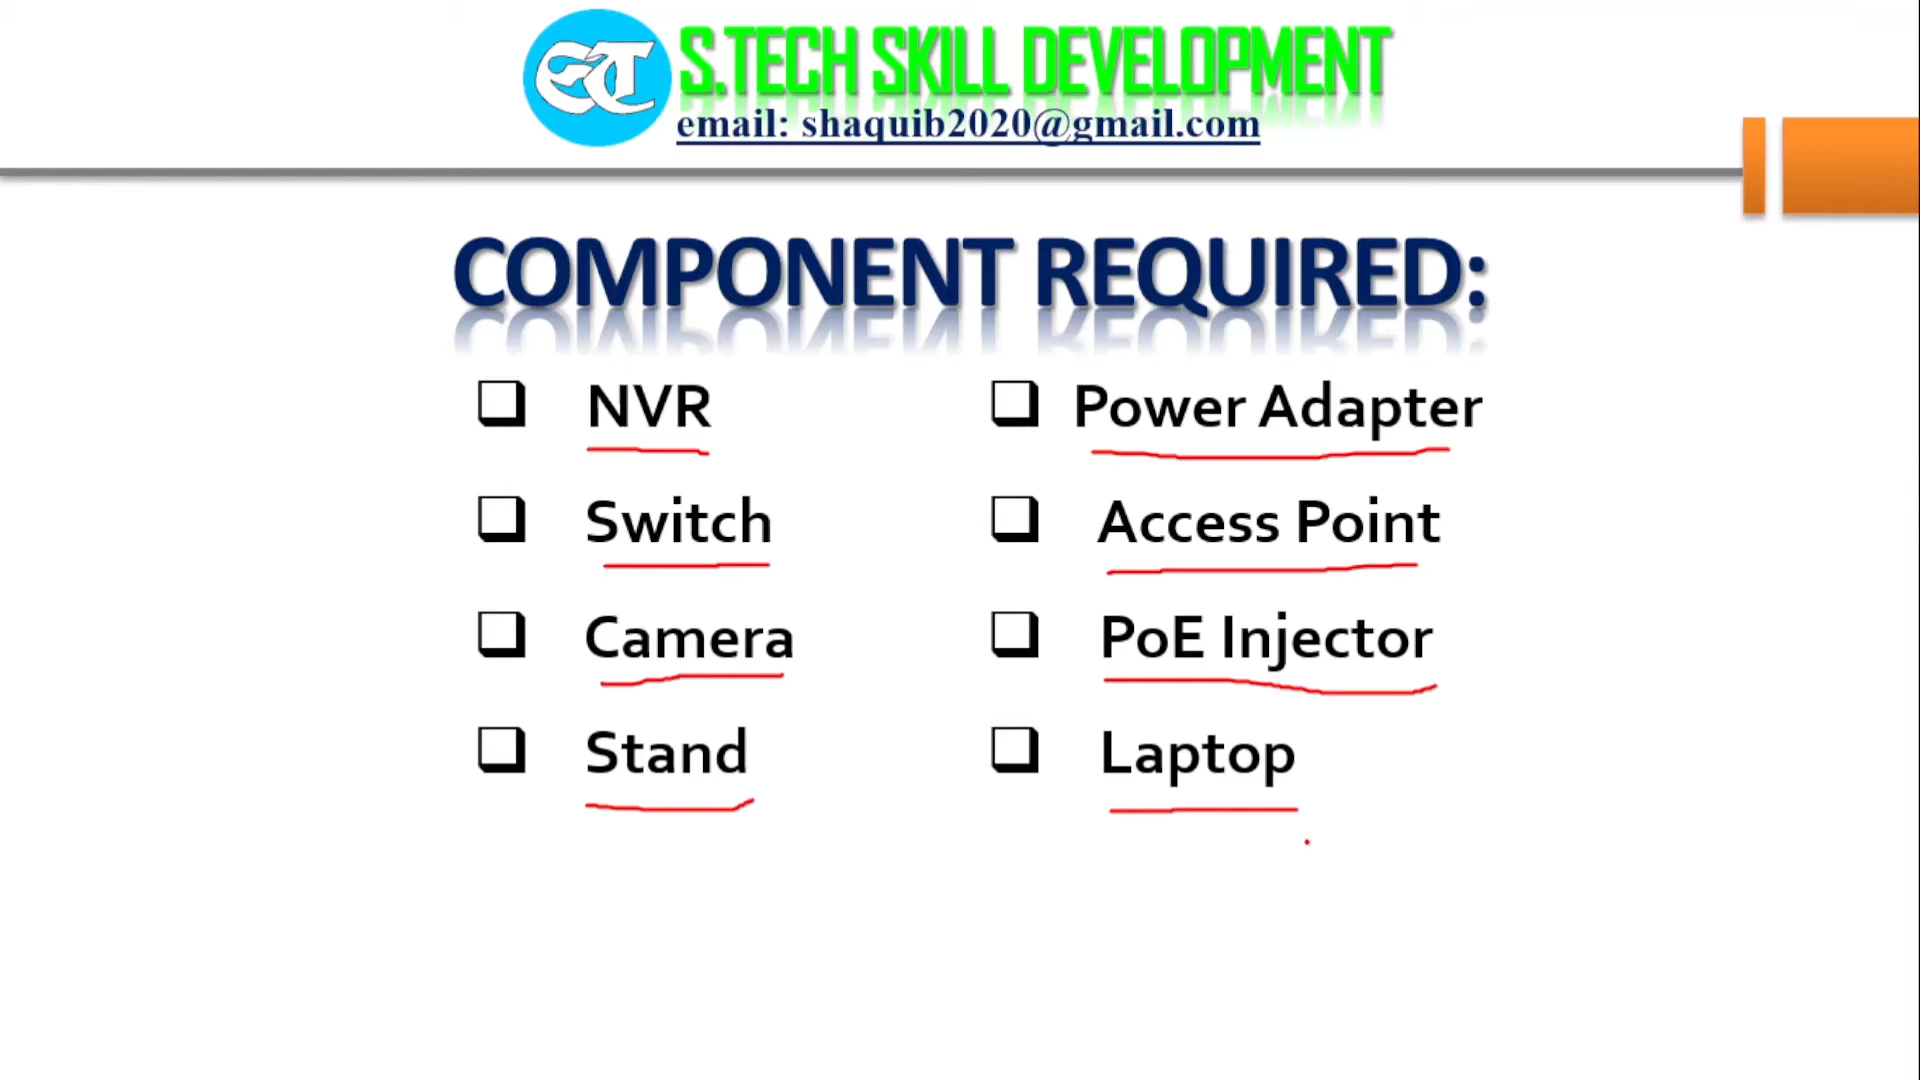 S.TECH SKILL DEVELOPMENT
email: shaquib2020@gmail.com
COMPONENT REQUIRED:
NVR
Switch
Camera
Stand
Power Adapter
Access Point
PoE Injector
Laptop